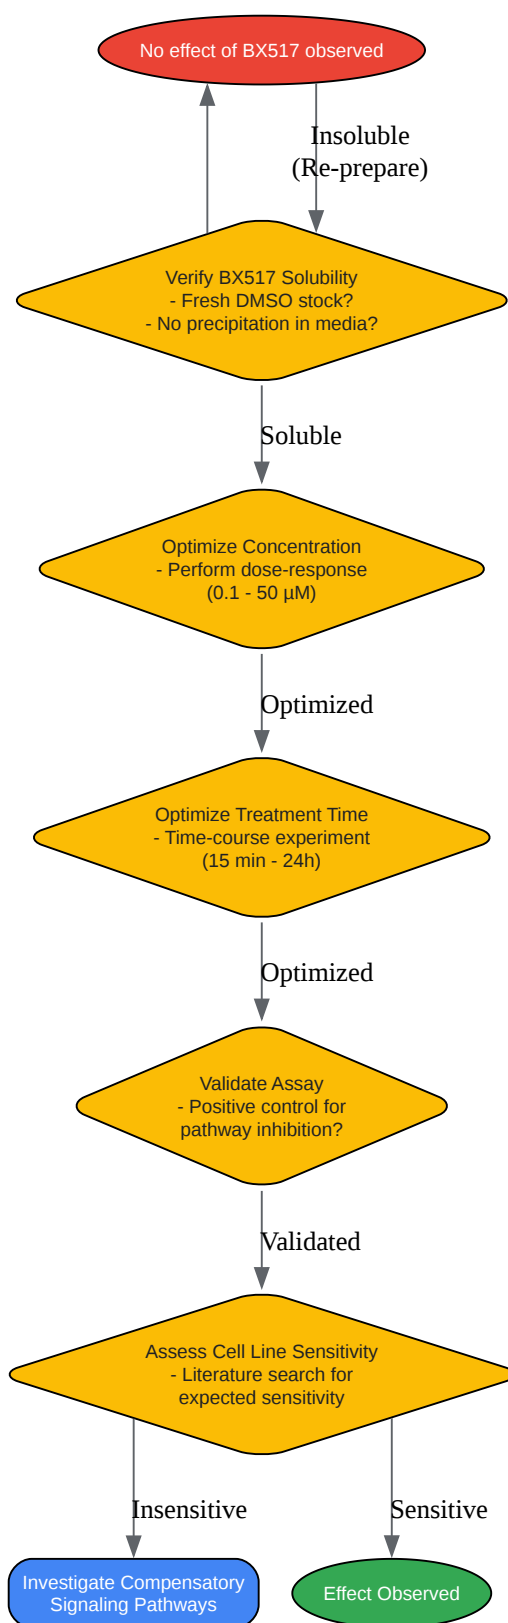 No effect of BX517 observed
Insoluble
(Re-prepare)
Verify BX517 Solubility
- Fresh DMSO stock?
- No precipitation in media?
Soluble
Optimize Concentration
- Perform dose-response
(0.1 - 50 µM)
Optimized
Optimize Treatment Time
- Time-course experiment
(15 min - 24h)
Optimized
Validate Assay
- Positive control for
pathway inhibition?
Validated
Assess Cell Line Sensitivity
- Literature search for
expected sensitivity
Insensitive
Sensitive
Investigate Compensatory
Signaling Pathways
Effect Observed